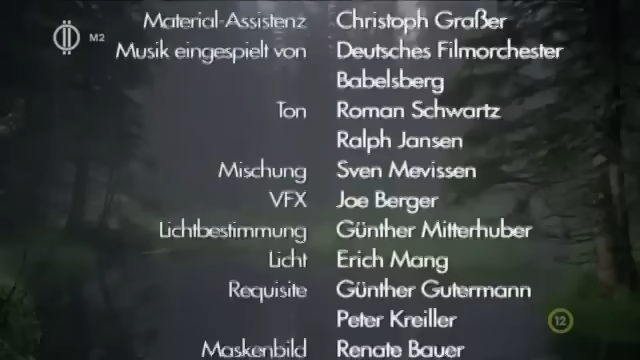 Material-Assistenz Christoph Graßer
M2
Musik eingespielt von Deutsches Filmorchester
Babelsberg
Ton Roman Schwartz
Ralph Jansen
Mischung Sven Mevissen
VFX Joe Berger
Lichtbestimmung Günther Mitterhuber
Licht Erich Mang
Requisite Günther Gutermann
Peter Kreiller
12
Maskenbild Renate Bauer